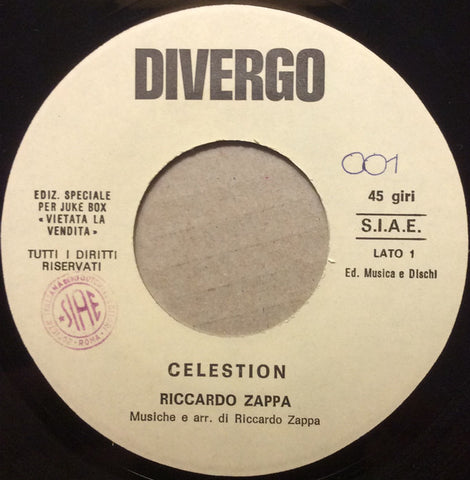 DIVERGO
001
EDIZ. SPECIALE
PER JUKE BOX
«VIETATA LA
VENDITA»
TUTTI I DIRITTI
RISERVATI
45 giri
S.I.A.E.
LATO 1
Ed. Musica e Dischi
SIAE
ROMA
CELESTION
RICCARDO ZAPPA
Musiche e arr. di Riccardo Zappa